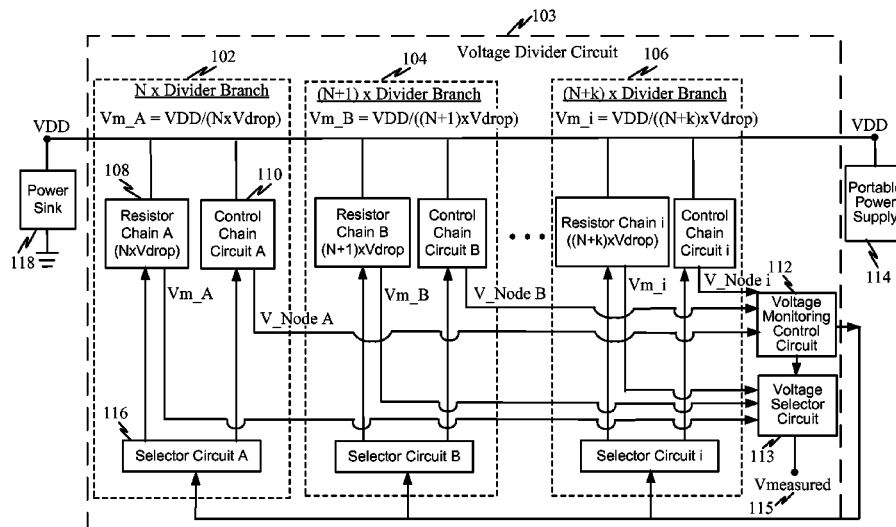 103
Voltage Divider Circuit
102
104
106
N x Divider Branch
(N+1) x Divider Branch
(N+k) x Divider Branch
Vm_A = VDD/(NxVdrop)
Vm_B = VDD/((N+1)xVdrop)
Vm_i = VDD/((N+k)xVdrop)
VDD
VDD
108
110
Power
Sink
118
Resistor
Chain A
(NxVdrop)
Control
Chain
Circuit A
Resistor
Chain B
(N+1)xVdrop
Control
Chain
Circuit B
Resistor
Chain i
((N+k)xVdrop)
Control
Chain
Circuit i
Portable
Power
Supply
114
Vm_A
V_Node A
Vm_B
V_Node B
Vm_i
V_Node i
112
Voltage
Monitoring
Control
Circuit
Voltage
Selector
Circuit
113
116
Selector Circuit A
Selector Circuit B
Selector Circuit i
Vmeasured
115